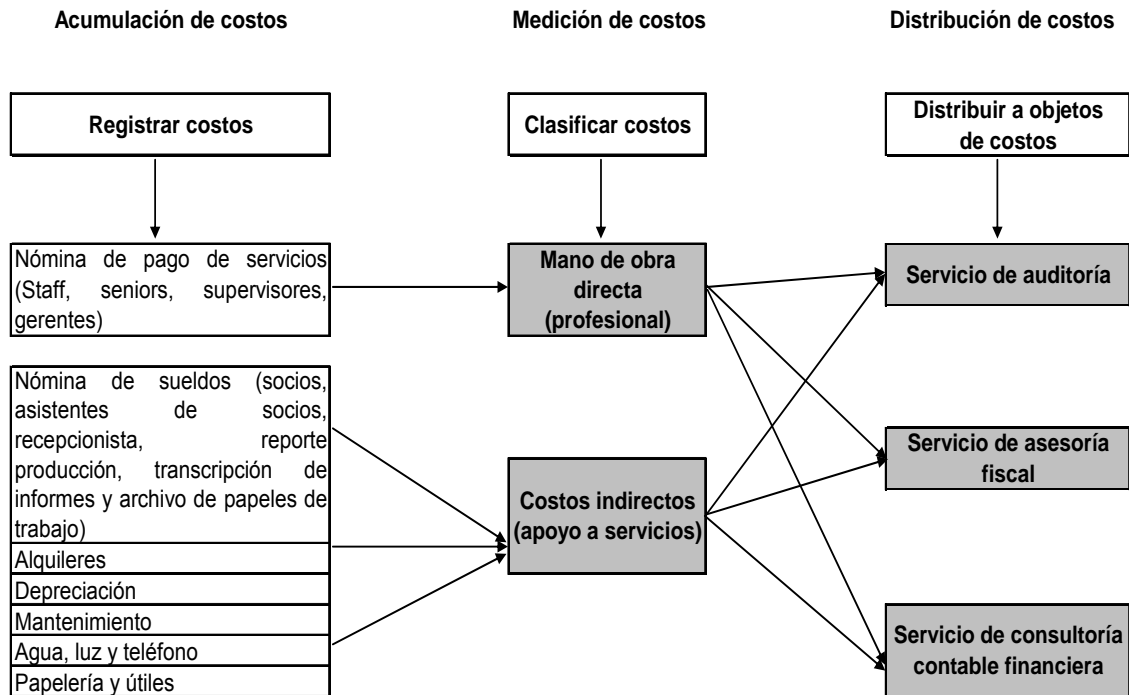 Acumulación de costos
Medición de costos
Distribución de costos
Registrar costos
Clasificar costos
Distribuir a objetos
de costos
Nómina de pago de servicios
(Staff, seniors, supervisores,
gerentes)
Mano de obra
directa
(profesional)
Servicio de auditoría
Nómina de sueldos (socios,
asistentes de socios,
recepcionista, reporte
producción, transcripción de
informes y archivo de papeles de
trabajo)
Alquileres
Depreciación
Mantenimiento
Agua, luz y teléfono
Papelería y útiles
Costos indirectos
(apoyo a servicios)
Servicio de asesoría
fiscal
Servicio de consultoría
contable financiera